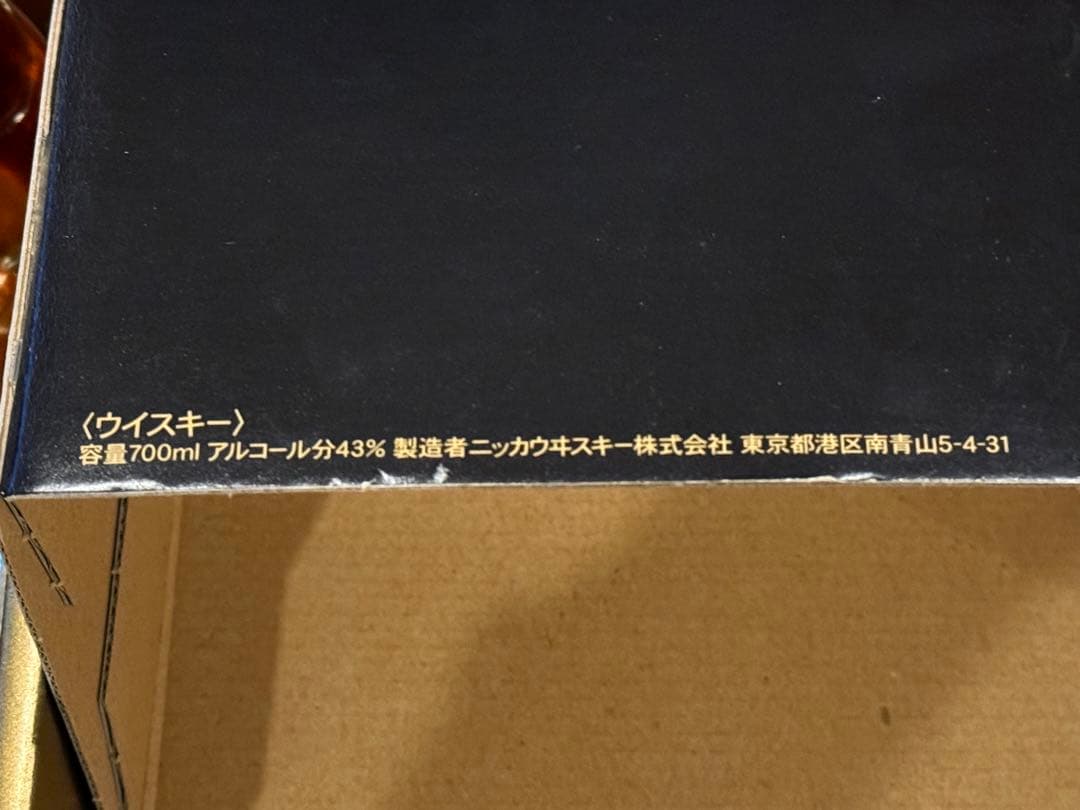 〈ウイスキー〉
容量700ml アルコール分43% 製造者ニッカウヰスキー株式会社 東京都港区南青山5-4-31